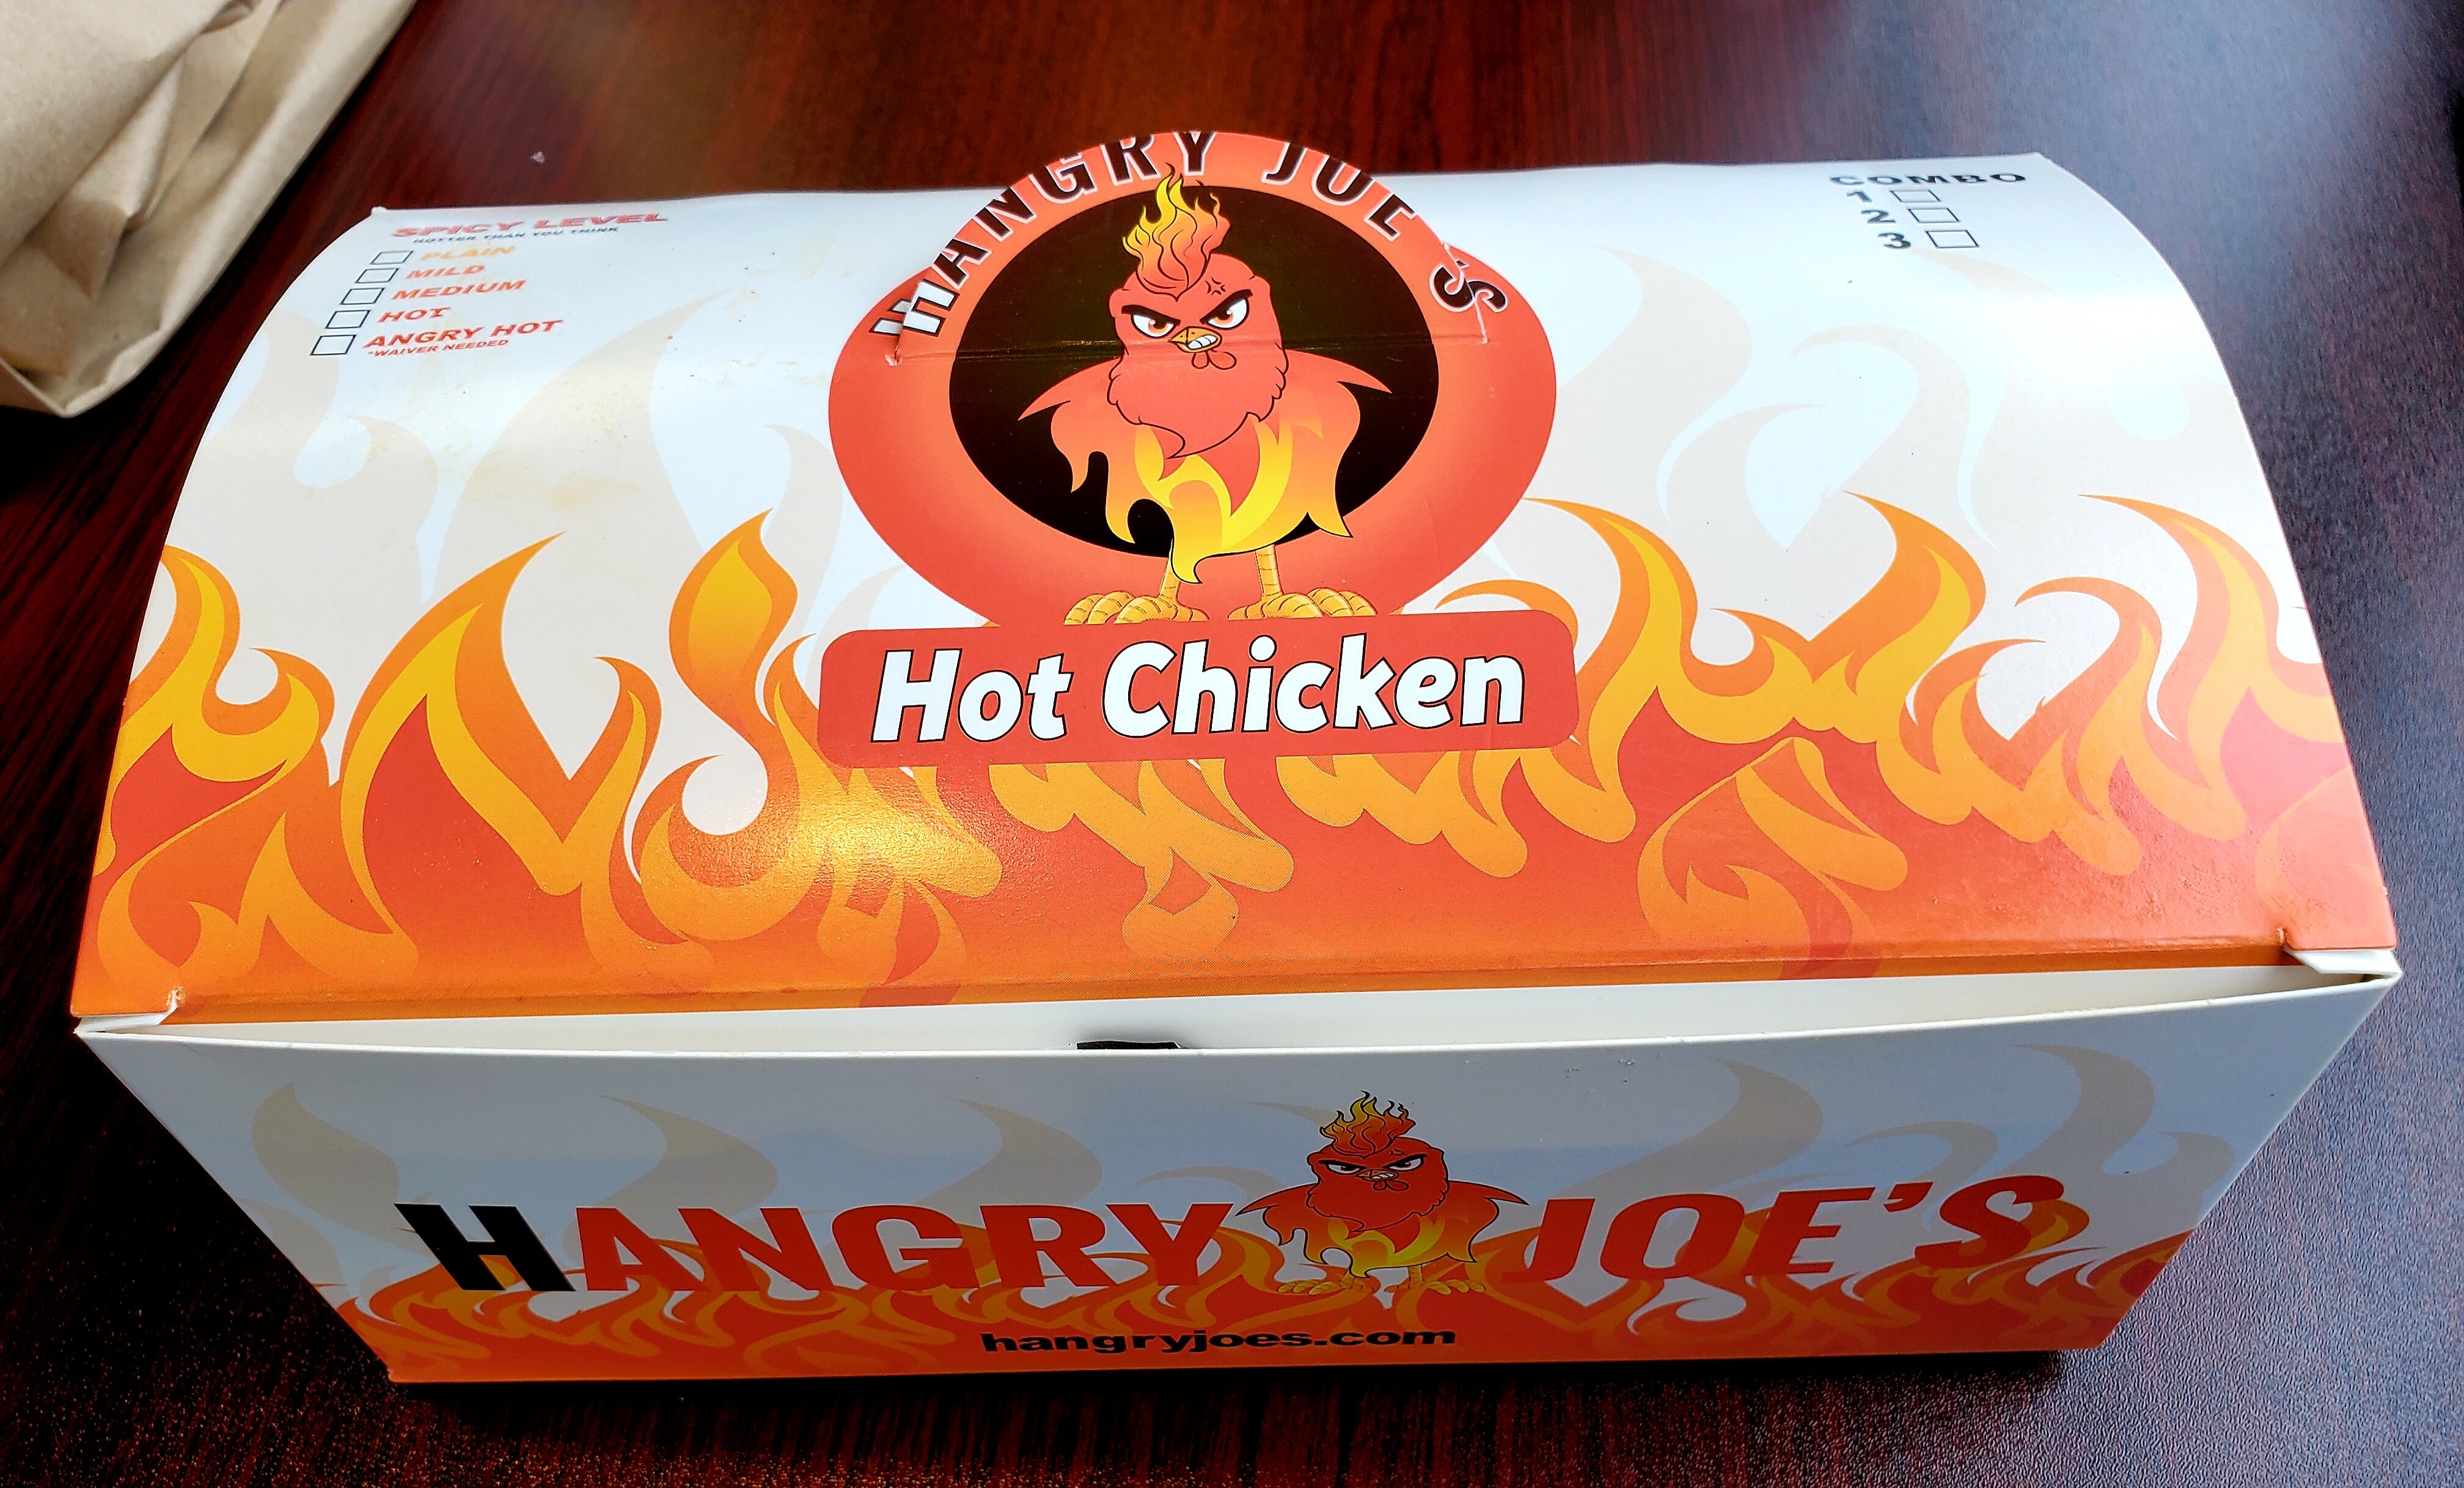 SPICY LEVEL
HOTTER THAN YOU THINK
PLAIN
MILD
MEDIUM
HOT
ANGRY HOT
*WAIVER NEEDED
HANGRY JOE'S
Hot Chicken
COMBO
1
2
3
HANGRY JOE'S
hangryjoes.com